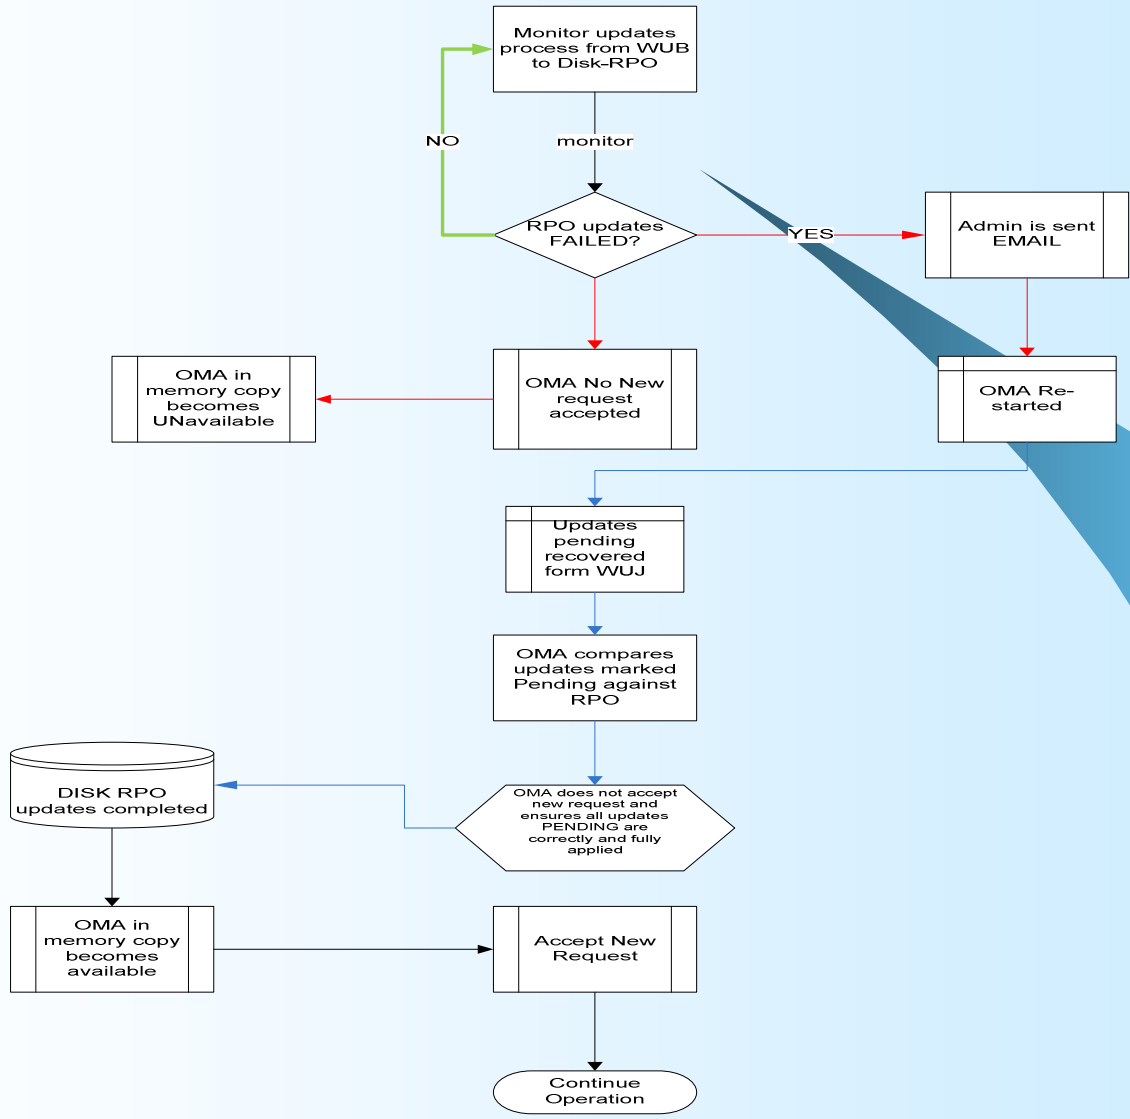 Monitor updates
process from WUB
to Disk-RPO
NO
monitor
RPO updates
FAILED?
YES
Admin is sent
EMAIL
OMA in
memory copy
becomes
UNavailable
OMA No New
request
accepted
OMA Re-
started
Updates
pending
recovered
form WUJ
OMA compares
updates marked
Pending against
RPO
DISK RPO
updates completed
OMA does not accept
new request and
ensures all updates
PENDING are
correctly and fully
applied
OMA in
memory copy
becomes
available
Accept New
Request
Continue
Operation